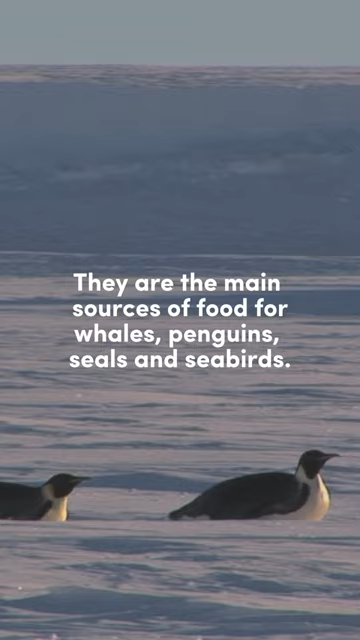 They are the main
sources of food for
whales, penguins,
seals and seabirds.